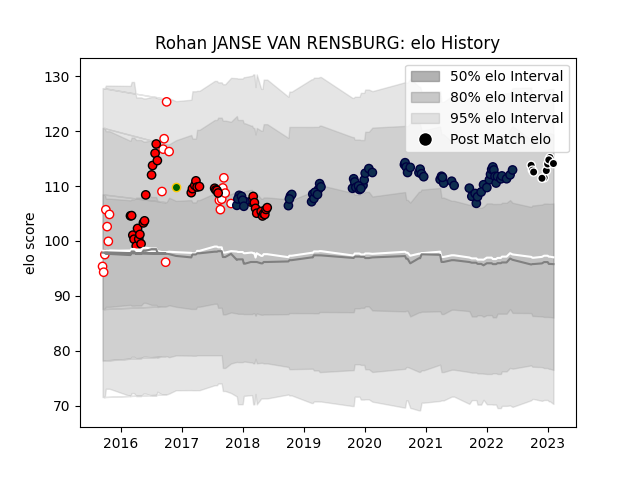 Rohan JANSE VAN RENSBURG: elo History
130
120
110
100
90
80
70
elo score
50% elo Interval
80% elo Interval
95% elo Interval
Post Match elo
2016 2017 2018 2019 2020 2021 2022 2023